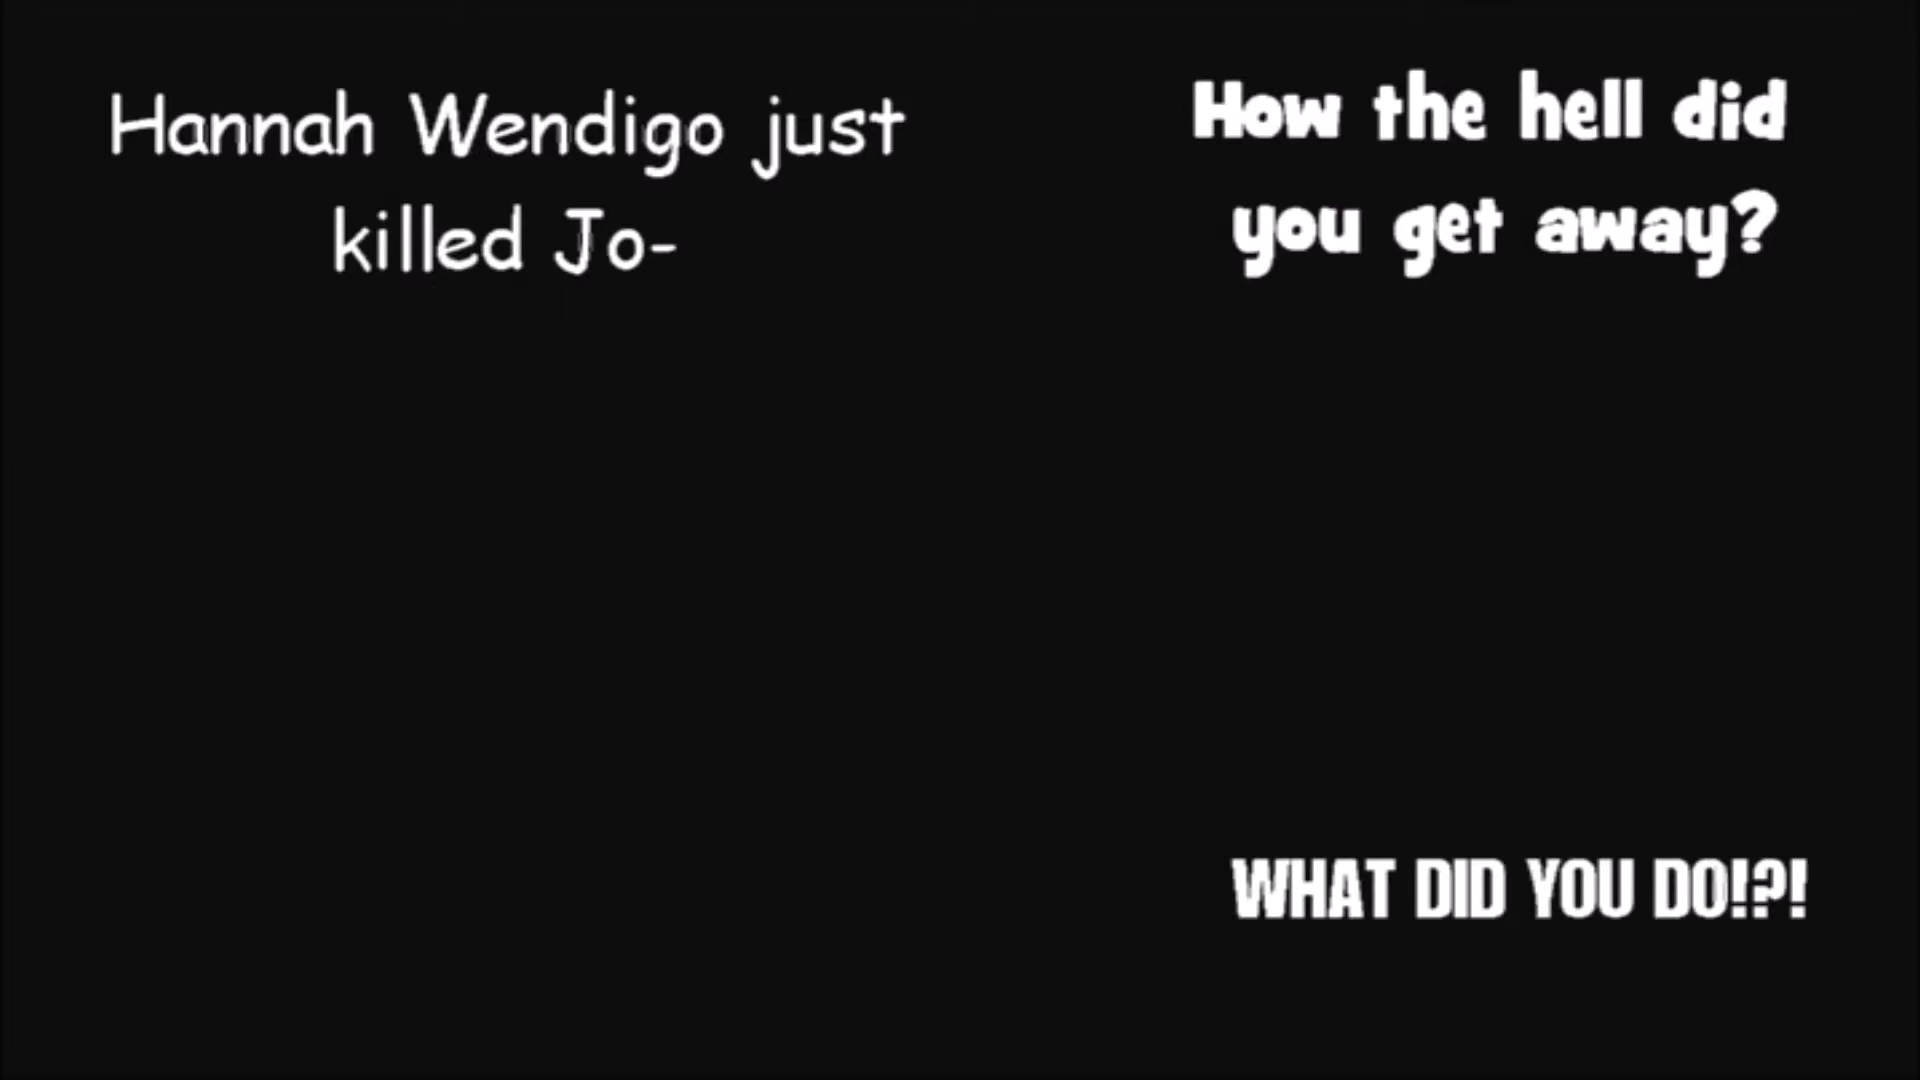 Hannah Wendigo just
killed Jo-
How the hell did
you get away?
WHAT DID YOU DO!?!